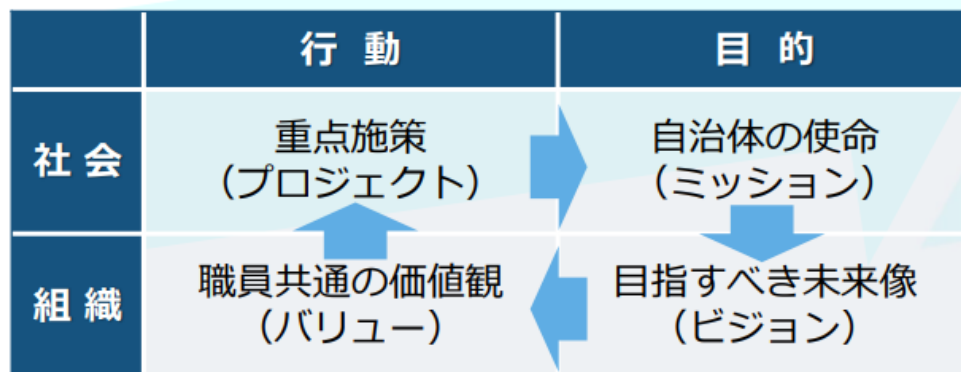 行 動
目 的
社 会
重点施策
（プロジェクト）
自治体の使命
（ミッション）
組 織
職員共通の価値観
（バリュー）
目指すべき未来像
（ビジョン）